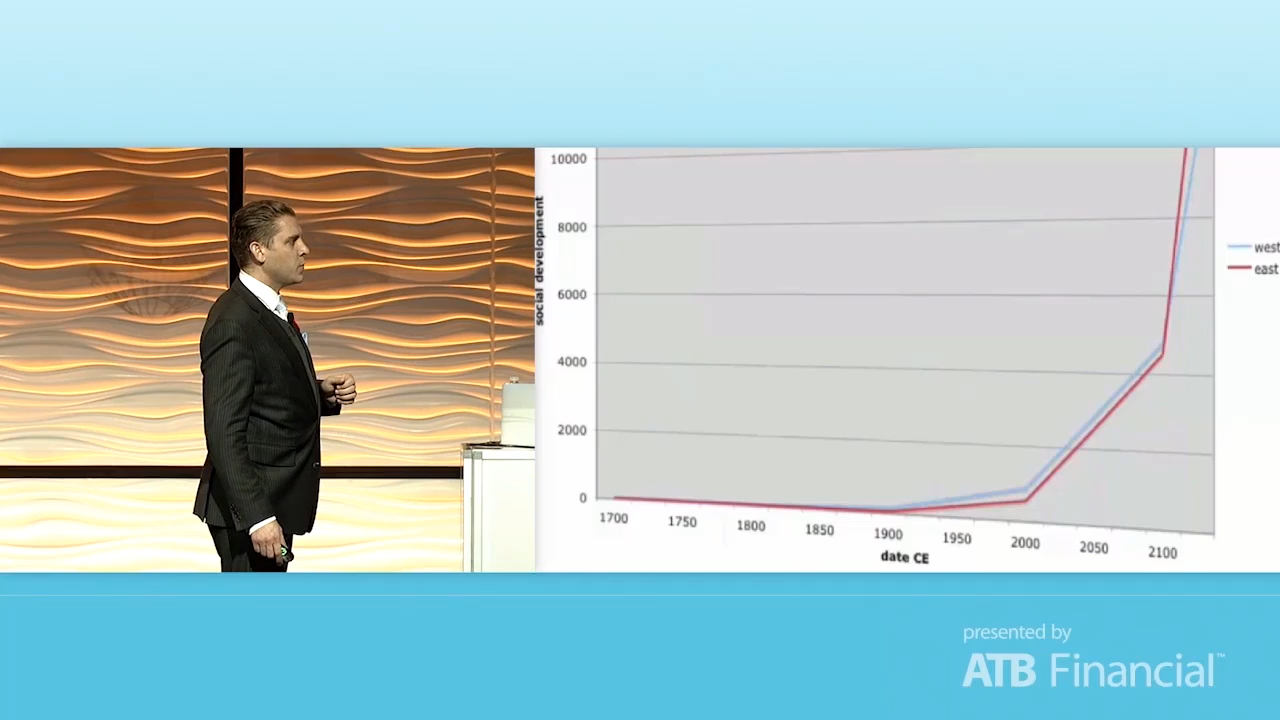 10000
8000
6000
4000
2000
0
social development
1700 1750 1800 1850 1900 1950 2000 2050 2100
date CE
west
east
presented by
ATB Financial™